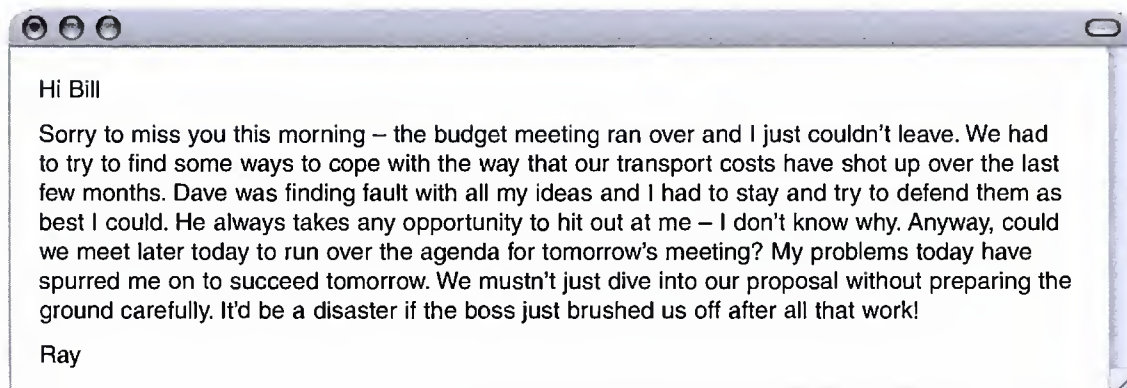 Hi Bill
Sorry to miss you this morning – the budget meeting ran over and I just couldn't leave. We had
to try to find some ways to cope with the way that our transport costs have shot up over the last
few months. Dave was finding fault with all my ideas and I had to stay and try to defend them as
best I could. He always takes any opportunity to hit out at me – I don't know why. Anyway, could
we meet later today to run over the agenda for tomorrow's meeting? My problems today have
spurred me on to succeed tomorrow. We mustn't just dive into our proposal without preparing the
ground carefully. It'd be a disaster if the boss just brushed us off after all that work!
Ray